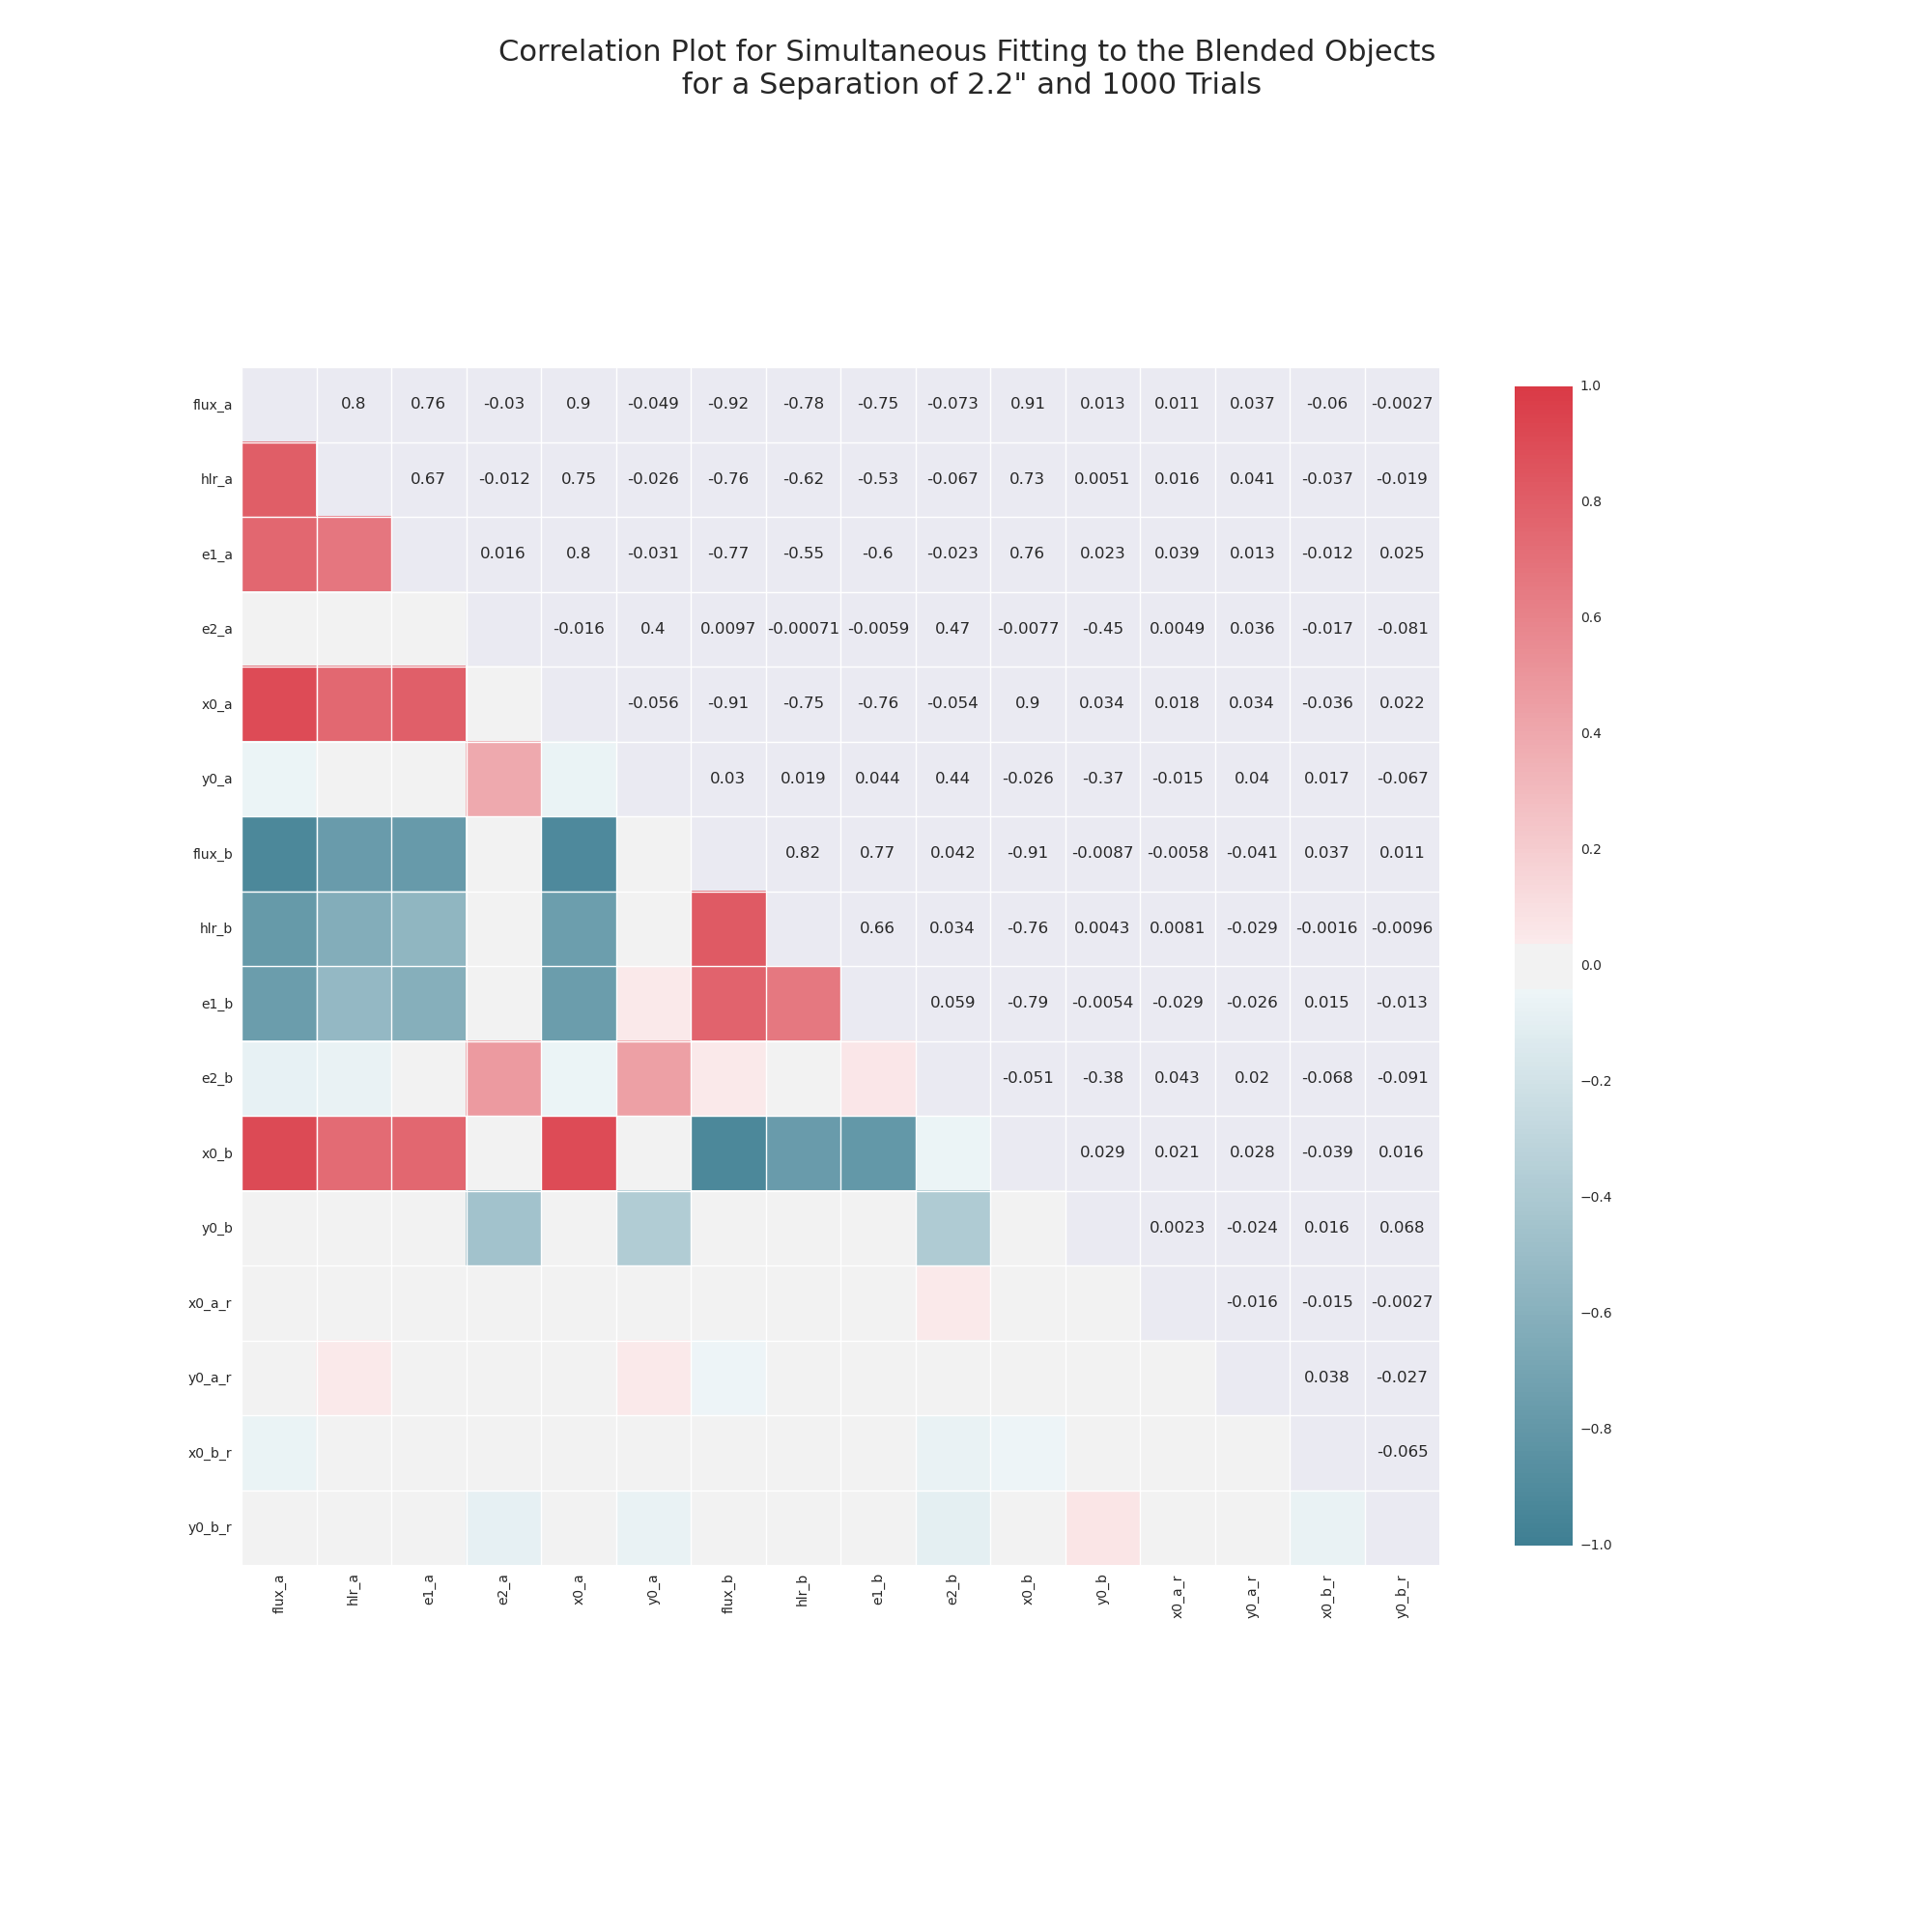 Correlation Plot for Simultaneous Fitting to the Blended Objects
for a Separation of 2.2" and 1000 Trials
flux_a 0.8 0.76 -0.03 0.9 -0.049 -0.92 -0.78 -0.75 -0.073 0.91 0.013 0.011 0.037 -0.06 -0.0027
hlr_a 0.67 -0.012 0.75 -0.026 -0.76 -0.62 -0.53 -0.067 0.73 0.0051 0.016 0.041 -0.037 -0.019
e1_a 0.016 0.8 -0.031 -0.77 -0.55 -0.6 -0.023 0.76 0.023 0.039 0.013 -0.012 0.025
e2_a -0.016 0.4 0.0097 -0.00071 -0.0059 0.47 -0.0077 -0.45 0.0049 0.036 -0.017 -0.081
x0_a -0.056 -0.91 -0.75 -0.76 -0.054 0.9 0.034 0.018 0.034 -0.036 0.022
y0_a 0.03 0.019 0.044 0.44 -0.026 -0.37 -0.015 0.04 0.017 -0.067
flux_b 0.82 0.77 0.042 -0.91 -0.0087 -0.0058 -0.041 0.037 0.011
hlr_b 0.66 0.034 -0.76 0.0043 0.0081 -0.029 -0.0016 -0.0096
e1_b 0.059 -0.79 -0.0054 -0.029 -0.026 0.015 -0.013
e2_b -0.051 -0.38 0.043 0.02 -0.068 -0.091
x0_b 0.029 0.021 0.028 -0.039 0.016
y0_b 0.0023 -0.024 0.016 0.068
x0_a_r -0.016 -0.015 -0.0027
y0_a_r 0.038 -0.027
x0_b_r -0.065
y0_b_r
flux_a hlr_a e1_a e2_a x0_a y0_a flux_b hlr_b e1_b e2_b x0_b y0_b x0_a_r y0_a_r x0_b_r y0_b_r
1.0
0.8
0.6
0.4
0.2
0.0
−0.2
−0.4
−0.6
−0.8
−1.0